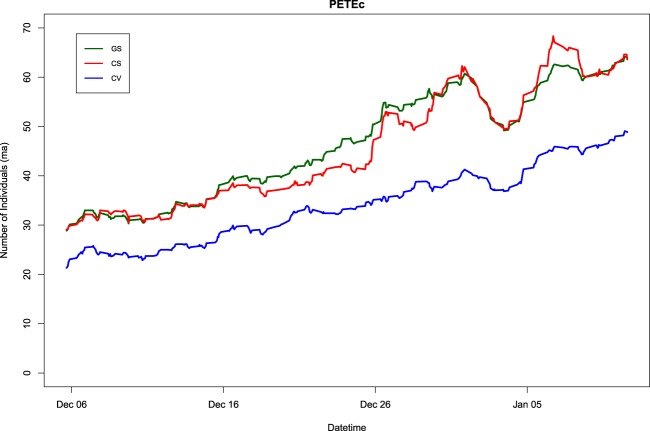 PETEc
GS
CS
CV
70
60
50
40
30
20
10
0
Number of Individuals (ma)
Dec 06 Dec 16 Dec 26 Jan 05
Datetime